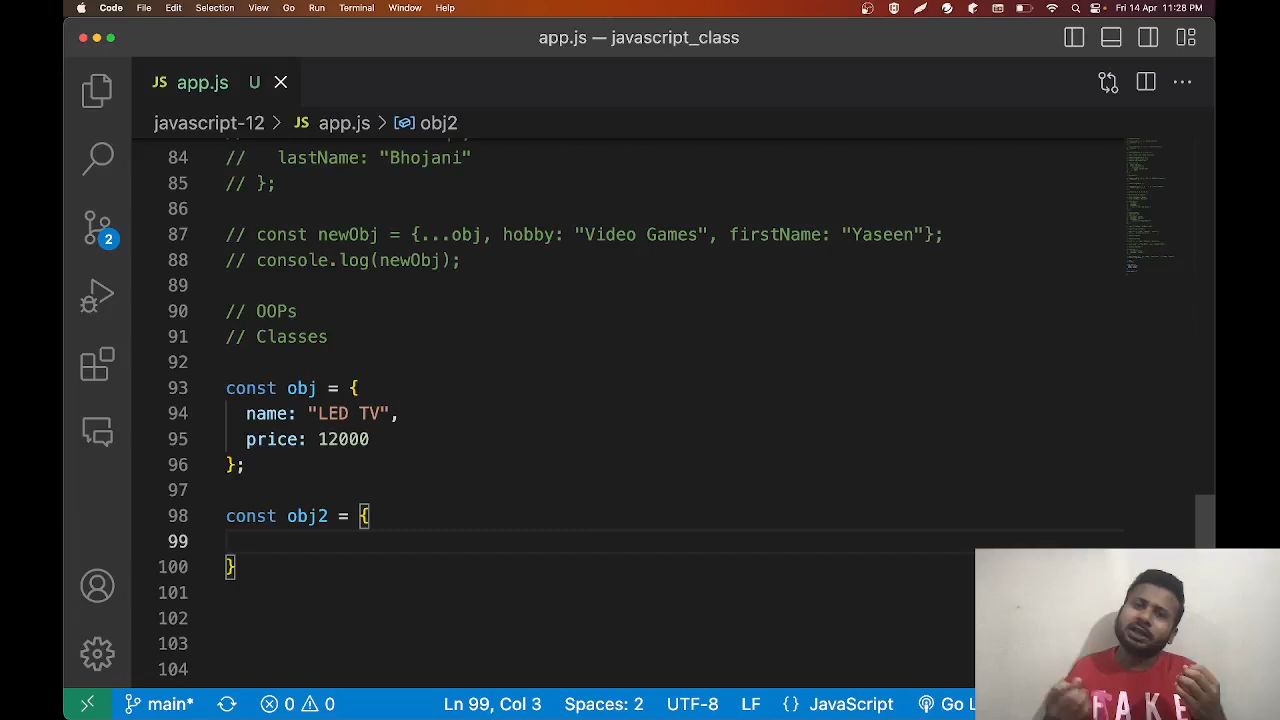 Code File Edit Selection View Go Run Terminal Window Help Fri 14 Apr 11:28 PM
app.js — javascript_class
JS app.js U
javascript-12 > JS app.js > obj2
84 //   lastName: "Bhojani"
85 // };
86
87 // const newObj = {...obj, hobby: "Video Games", firstName: "Yaseen"};
88 // console.log(newObj);
89
90 // OOPs
91 // Classes
92
93 const obj = {
94   name: "LED TV",
95   price: 12000
96 };
97
98 const obj2 = {
99
100 }
101
102
103
104
2
FAKE
main* 0 0 Ln 99, Col 3 Spaces: 2 UTF-8 LF {} JavaScript Go L